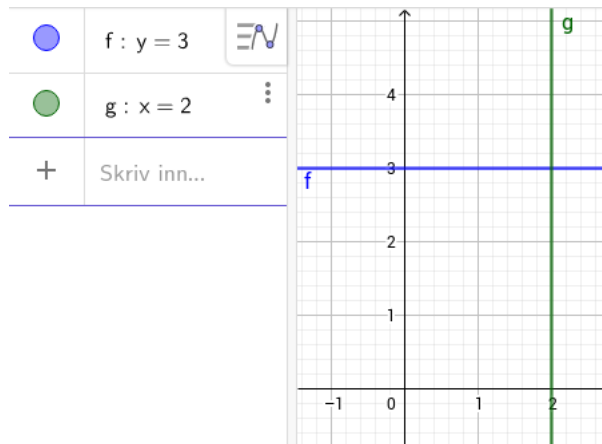 f : y = 3
g : x = 2
+ Skriv inn...
g
4
3
f
2
1
−1 0 1 2